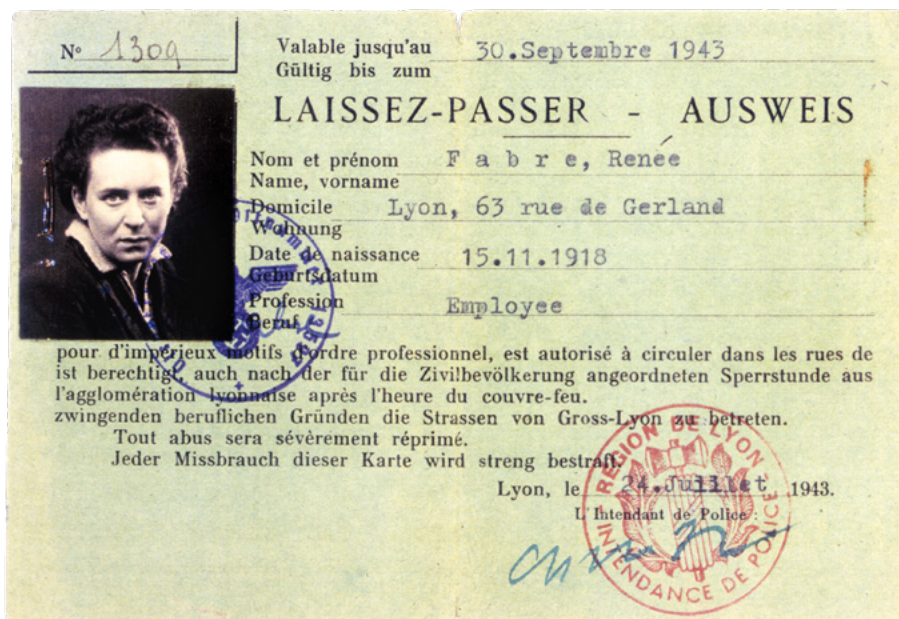 N° 1309
Valable jusqu'au 30.Septembre 1943
Gültig bis zum
LAISSEZ-PASSER - AUSWEIS
Nom et prénom F a b r e, Renée
Name, vorname
Domicile Lyon, 63 rue de Gerland
Wohnung
Date de naissance 15.11.1918
Geburtsdatum
Profession Employee
Beruf
pour d'impérieux motifs d'ordre professionnel, est autorisé à circuler dans les rues de
ist berechtigt, auch nach der für die Zivilbevölkerung angeordneten Sperrstunde aus
l'agglomération lyonnaise après l'heure du couvre-feu.
zwingenden beruflichen Gründen die Strassen von Gross-Lyon zu betreten.
Tout abus sera sévèrement réprimé.
Jeder Missbrauch dieser Karte wird streng bestraft.
Lyon, le 24.Juillet 1943.
L'Intendant de Police :
REGION DE LYON
INTENDANCE DE POLICE